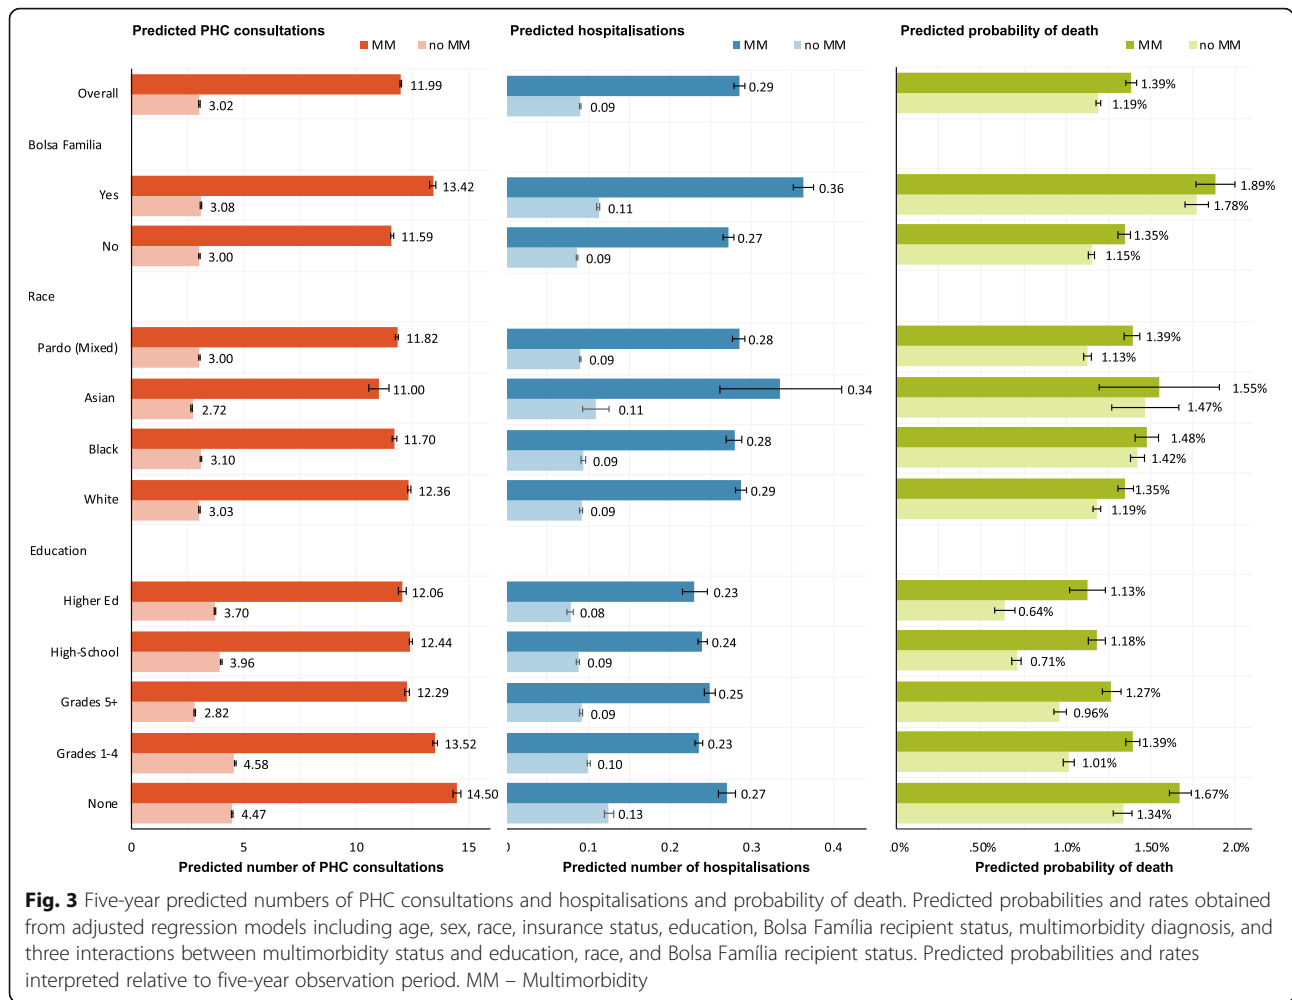 Predicted PHC consultations
MM no MM
Predicted hospitalisations
MM no MM
Predicted probability of death
MM no MM
Overall 11.99 0.29 1.39%
3.02 0.09 1.19%
Bolsa Familia
Yes 13.42 0.36 1.89%
3.08 0.11 1.78%
No 11.59 0.27 1.35%
3.00 0.09 1.15%
Race
Pardo (Mixed) 11.82 0.28 1.39%
3.00 0.09 1.13%
Asian 11.00 0.34 1.55%
2.72 0.11 1.47%
Black 11.70 0.28 1.48%
3.10 0.09 1.42%
White 12.36 0.29 1.35%
3.03 0.09 1.19%
Education
Higher Ed 12.06 0.23 1.13%
3.70 0.08 0.64%
High-School 12.44 0.24 1.18%
3.96 0.09 0.71%
Grades 5+ 12.29 0.25 1.27%
2.82 0.09 0.96%
Grades 1-4 13.52 0.23 1.39%
4.58 0.10 1.01%
None 14.50 0.27 1.67%
4.47 0.13 1.34%
0 5 10 15
0.1 0.2 0.3 0.4
.0% .50% 1.0% 1.50% 2.0%
Predicted number of PHC consultations
Predicted number of hospitalisations
Predicted probability of death
Fig. 3 Five-year predicted numbers of PHC consultations and hospitalisations and probability of death. Predicted probabilities and rates obtained
from adjusted regression models including age, sex, race, insurance status, education, Bolsa Família recipient status, multimorbidity diagnosis, and
three interactions between multimorbidity status and education, race, and Bolsa Família recipient status. Predicted probabilities and rates
interpreted relative to five-year observation period. MM – Multimorbidity